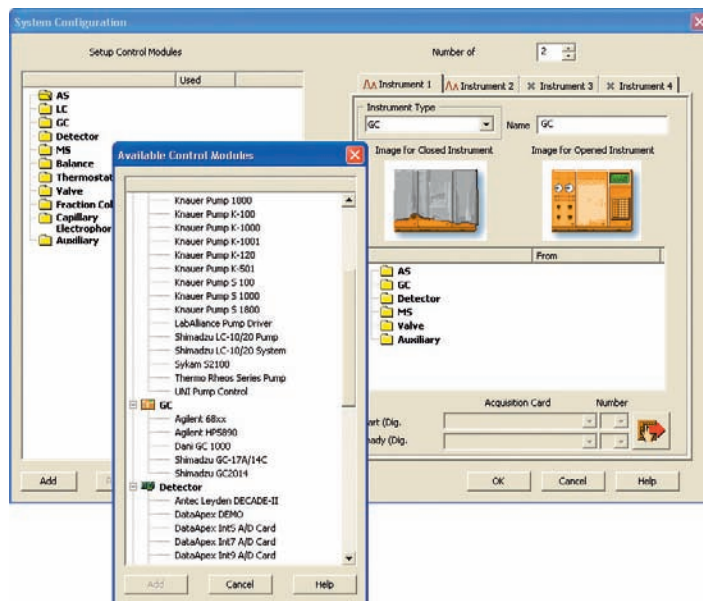 System Configuration
Setup Control Modules
Used
AS
LC
GC
Detector
MS
Balance
Thermostat
Valve
Fraction Col
Capillary
Electrophor
Auxiliary
Add
Number of 2
Instrument 1 Instrument 2 Instrument 3 Instrument 4
Instrument Type
GC Name GC
Image for Closed Instrument Image for Opened Instrument
From
AS
GC
Detector
MS
Valve
Auxiliary
Acquisition Card Number
art (Dig.
eady (Dig.
OK Cancel Help
Available Control Modules
Knauer Pump 1800
Knauer Pump K-100
Knauer Pump K-1000
Knauer Pump K-1001
Knauer Pump K-120
Knauer Pump K-501
Knauer Pump S 100
Knauer Pump S 1000
Knauer Pump S 1800
LabAlliance Pump Driver
Shimadzu LC-10/20 Pump
Shimadzu LC-10/20 System
Sykam S2100
Thermo Rheos Series Pump
UNI Pump Control
GC
Agilent 68xx
Agilent HP5890
Dani GC 1000
Shimadzu GC-17A/14C
Shimadzu GC2014
Detector
Antec Leyden DECADE-II
DataApex DEMO
DataApex Int5 A/D Card
DataApex Int7 A/D Card
DataApex Int9 A/D Card
Add Cancel Help